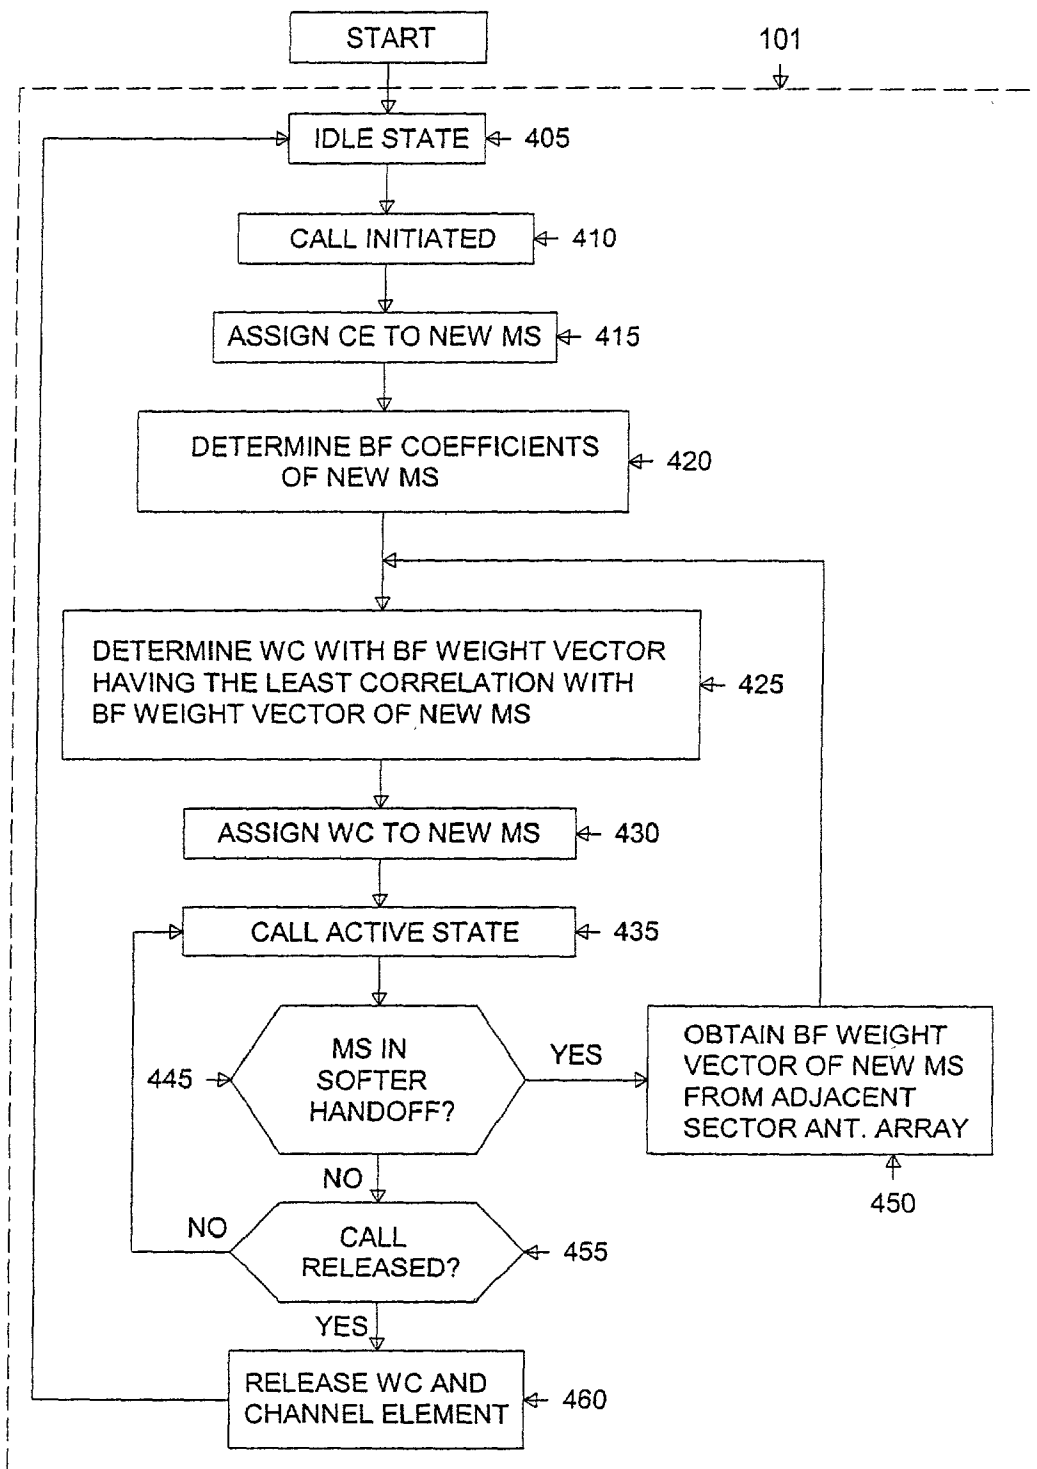 START
101
IDLE STATE
405
CALL INITIATED
410
ASSIGN CE TO NEW MS
415
DETERMINE BF COEFFICIENTS
OF NEW MS
420
DETERMINE WC WITH BF WEIGHT VECTOR
HAVING THE LEAST CORRELATION WITH
BF WEIGHT VECTOR OF NEW MS
425
ASSIGN WC TO NEW MS
430
CALL ACTIVE STATE
435
MS IN
SOFTER
HANDOFF?
445
YES
OBTAIN BF WEIGHT
VECTOR OF NEW MS
FROM ADJACENT
SECTOR ANT. ARRAY
450
NO
NO
CALL
RELEASED?
455
YES
RELEASE WC AND
CHANNEL ELEMENT
460